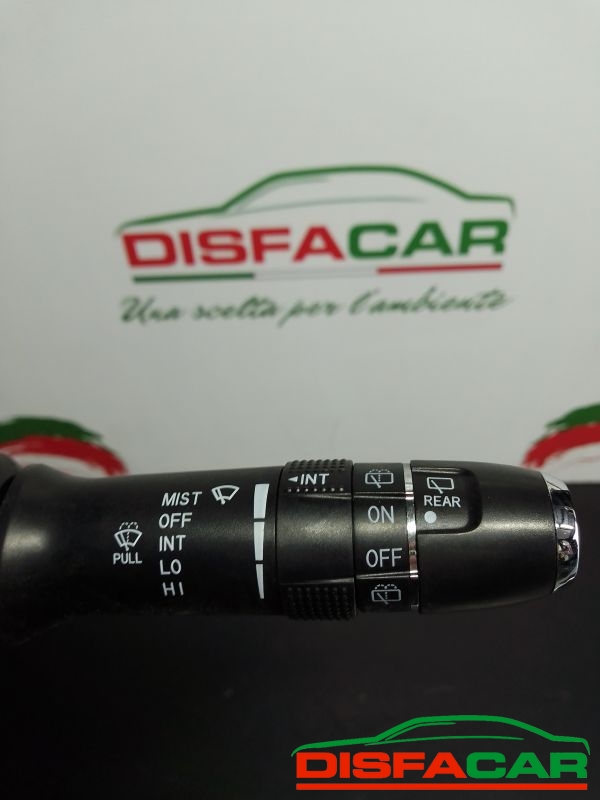 DISFACAR
Una scelta per l'ambiente
MIST
OFF
INT
LO
HI
PULL
INT
ON
OFF
REAR
DISFACAR